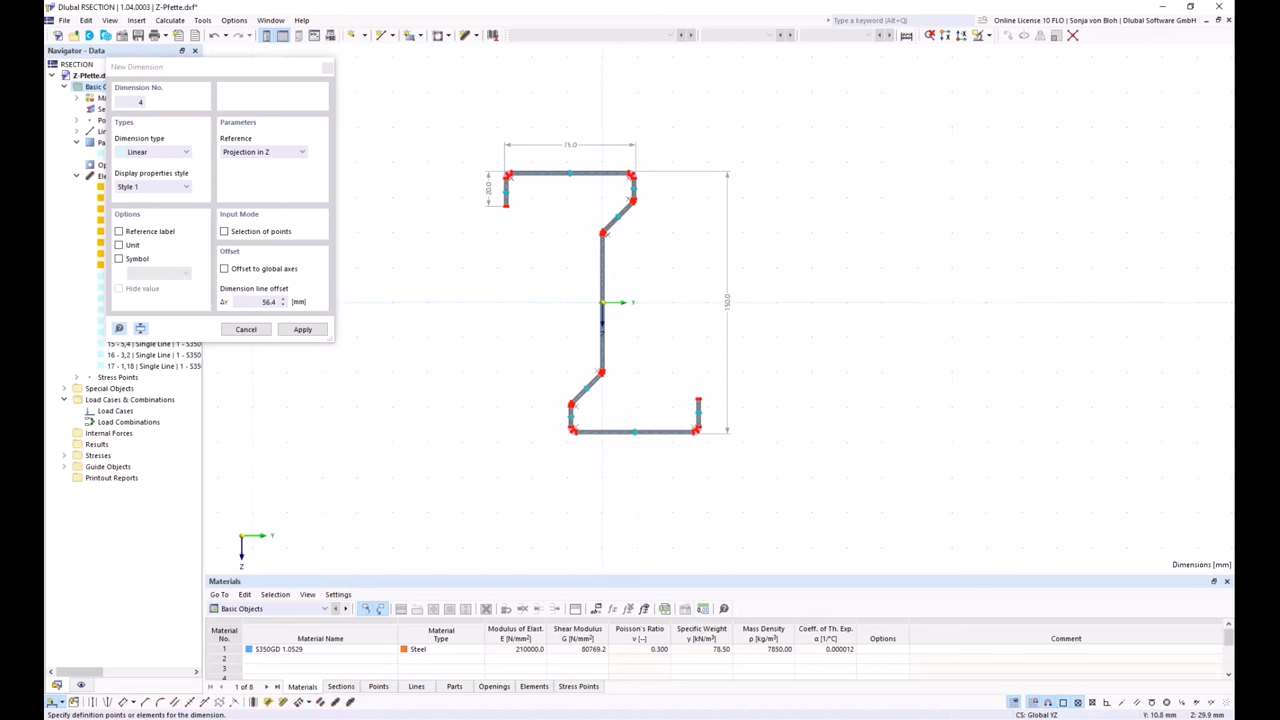 Dlubal RSECTION | 1.04.0003 | Z-Pfette.dxf*
File View Insert Calculate Tools Options Window Help
Type a keyword (Alt+Q)
Online License 10 FLO | Sonja von Bloh | Dlubal Software GmbH
Navigator - Data
RSECTION
Z-Pfette.d
Basic
New Dimension
Dimension No.
4
Types
Dimension type
Linear
Display properties style
Style 1
Parameters
Reference
Projection in Z
Options
Reference label
Unit
Symbol
Hide value
Input Mode
Selection of points
Offset
Offset to global axes
Dimension line offset
Δy 56.4 [mm]
Cancel Apply
15 - 5,4 | Single Line | 1 - S350
16 - 3,2 | Single Line | 1 - S350
17 - 1,18 | Single Line | 1 - S350
Stress Points
Special Objects
Load Cases & Combinations
Load Cases
Load Combinations
Internal Forces
Results
Stresses
Guide Objects
Printout Reports
75.0
20.0
150.0
Y
Y
Z
Dimensions [mm]
Materials
Go To Edit Selection View Settings
Basic Objects
Material No. Material Name Material Type Modulus of Elast. E [N/mm²] Shear Modulus G [N/mm²] Poisson's Ratio ν [--] Specific Weight γ [kN/m³] Mass Density ρ [kg/m³] Coeff. of Th. Exp. α [1/°C] Options Comment
1 S350GD 1.0529 Steel 210000.0 80769.2 0.300 78.50 7850.00 0.000012
2
3
4
1 of 8 Materials Sections Points Lines Parts Openings Elements Stress Points
Specify definition points or elements for the dimension.
CS: Global YZ Y: 10.8 mm Z: 29.9 mm